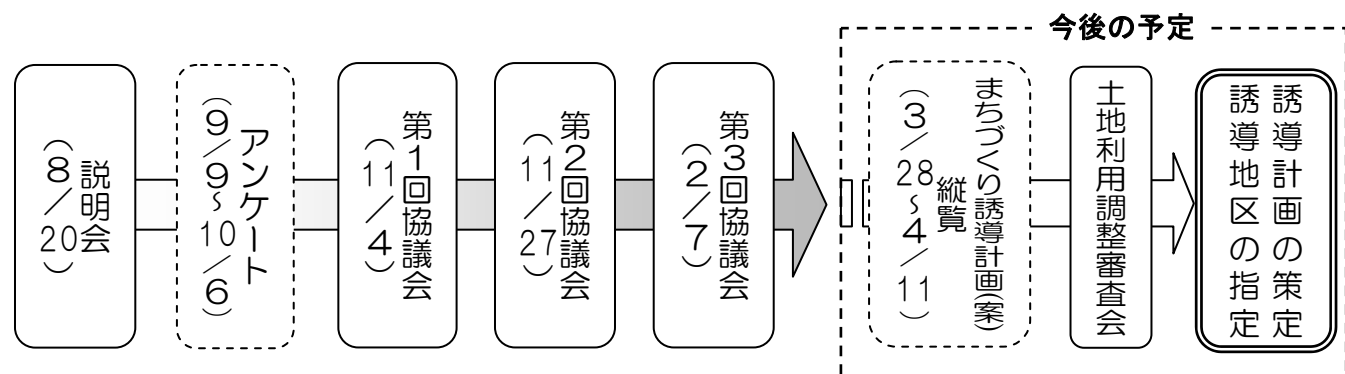 今後の予定
説明会
(8/20)
アンケート
(9/9~10/6)
第1回協議会
(11/4)
第2回協議会
(11/27)
第3回協議会
(2/7)
まちづくり誘導計画(案)
縦覧
(3/28~4/11)
土地利用調整審査会
誘導計画の策定
誘導地区の指定